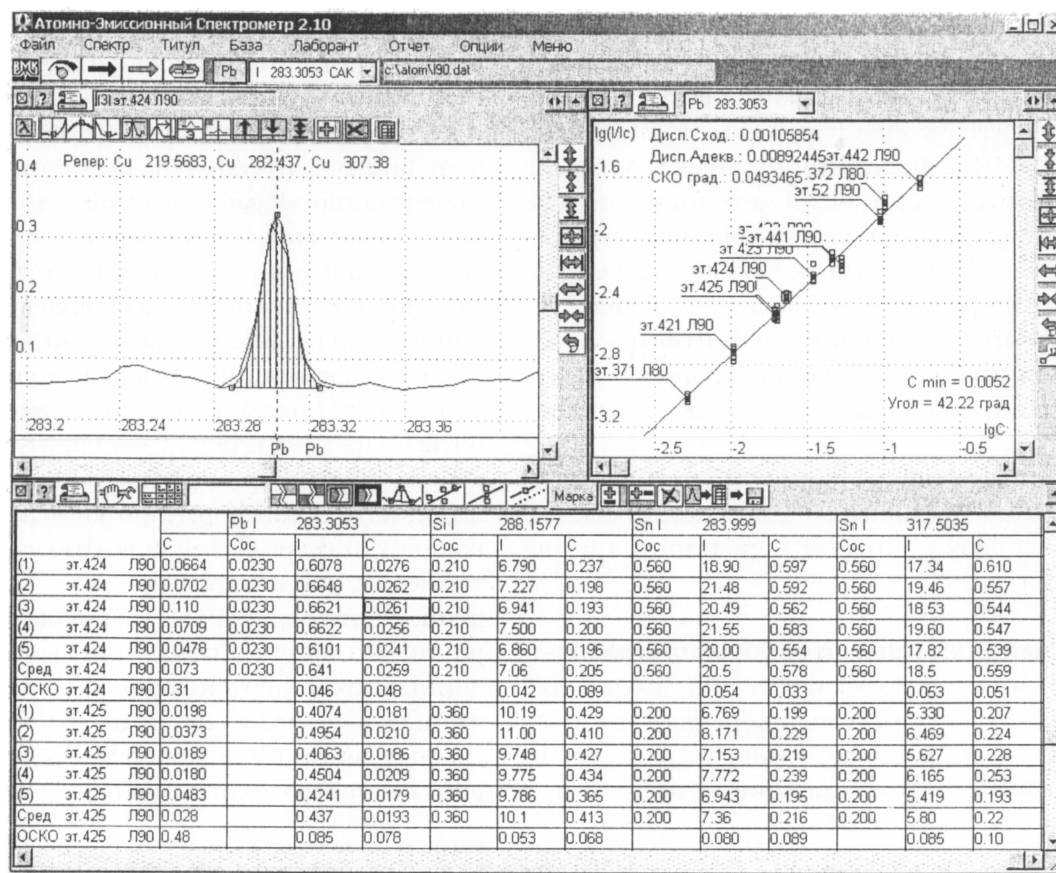 Атомно-Эмиссионный Спектрометр 2.10
Файл Спектр Титул База Лаборант Отчет Опции Меню
ВМК Pb I 283.3053 САК c:\atom\l90.dat
[3] эт.424 Л90
Репер: Cu 219.5683, Cu 282.437, Cu 307.38
0.4
0.3
0.2
0.1
283.2 283.24 283.28 283.32 283.36
Pb Pb
Pb 283.3053
lg(I/Ic) Дисп.Сход.: 0.00105854
Дисп.Адекв.: 0.00892445 эт.442 Л90
-1.6 СКО град.: 0.0493465 372 Л80
эт.52 Л90
-2
эт.441 Л90
эт 423 Л90
эт.424 Л90
-2.4 эт.425 Л90
эт.421 Л90
-2.8
эт.371 Л80
C min = 0.0052
Угол = 42.22 град
-3.2 lgC
-2.5 -2 -1.5 -1 -0.5
Марка
Pb I 283.3053 Si I 288.1577 Sn I 283.999 Sn I 317.5035
C Сос I C Сос I C Сос I C Сос I C
(1) эт.424 Л90 0.0664 0.0230 0.6078 0.0276 0.210 6.790 0.237 0.560 18.90 0.597 0.560 17.34 0.610
(2) эт.424 Л90 0.0702 0.0230 0.6648 0.0262 0.210 7.227 0.198 0.560 21.48 0.592 0.560 19.46 0.557
(3) эт.424 Л90 0.110 0.0230 0.6621 0.0261 0.210 6.941 0.193 0.560 20.49 0.562 0.560 18.53 0.544
(4) эт.424 Л90 0.0709 0.0230 0.6622 0.0256 0.210 7.500 0.200 0.560 21.55 0.583 0.560 19.60 0.547
(5) эт.424 Л90 0.0478 0.0230 0.6101 0.0241 0.210 6.860 0.196 0.560 20.00 0.554 0.560 17.82 0.539
Сред эт.424 Л90 0.073 0.0230 0.641 0.0259 0.210 7.06 0.205 0.560 20.5 0.578 0.560 18.5 0.559
ОСКО эт.424 Л90 0.31 0.046 0.048 0.042 0.089 0.054 0.033 0.053 0.051
(1) эт.425 Л90 0.0198 0.4074 0.0181 0.360 10.19 0.429 0.200 6.769 0.199 0.200 5.330 0.207
(2) эт.425 Л90 0.0373 0.4954 0.0210 0.360 11.00 0.410 0.200 8.171 0.229 0.200 6.469 0.224
(3) эт.425 Л90 0.0189 0.4063 0.0186 0.360 9.748 0.427 0.200 7.153 0.219 0.200 5.627 0.228
(4) эт.425 Л90 0.0180 0.4504 0.0209 0.360 9.775 0.434 0.200 7.772 0.239 0.200 6.165 0.253
(5) эт.425 Л90 0.0483 0.4241 0.0179 0.360 9.786 0.365 0.200 6.943 0.195 0.200 5.419 0.193
Сред эт.425 Л90 0.028 0.437 0.0193 0.360 10.1 0.413 0.200 7.36 0.216 0.200 5.80 0.22
ОСКО эт.425 Л90 0.48 0.085 0.078 0.053 0.068 0.080 0.089 0.085 0.10